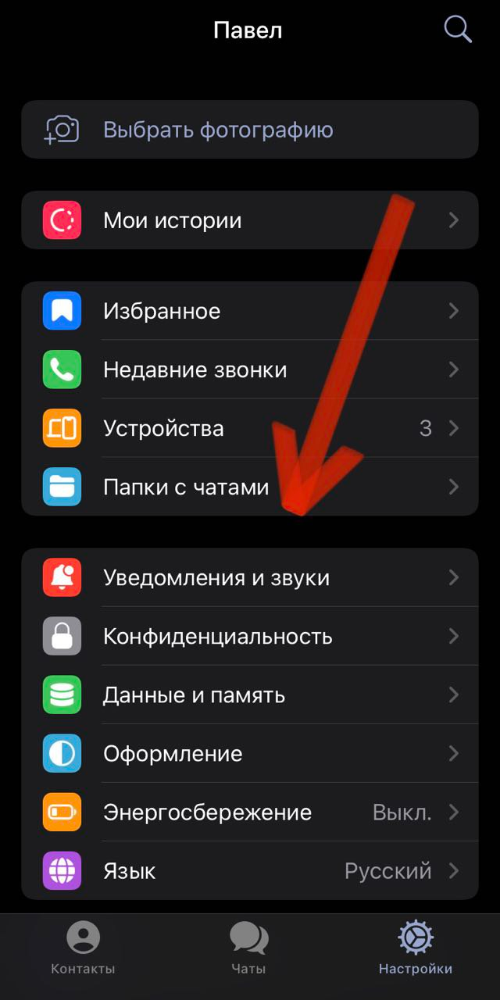 Павел
Выбрать фотографию
Мои истории
Избранное
Недавние звонки
Устройства 3
Папки с чатами
Уведомления и звуки
Конфиденциальность
Данные и память
Оформление
Энергосбережение Выкл.
Язык Русский
Контакты Чаты Настройки